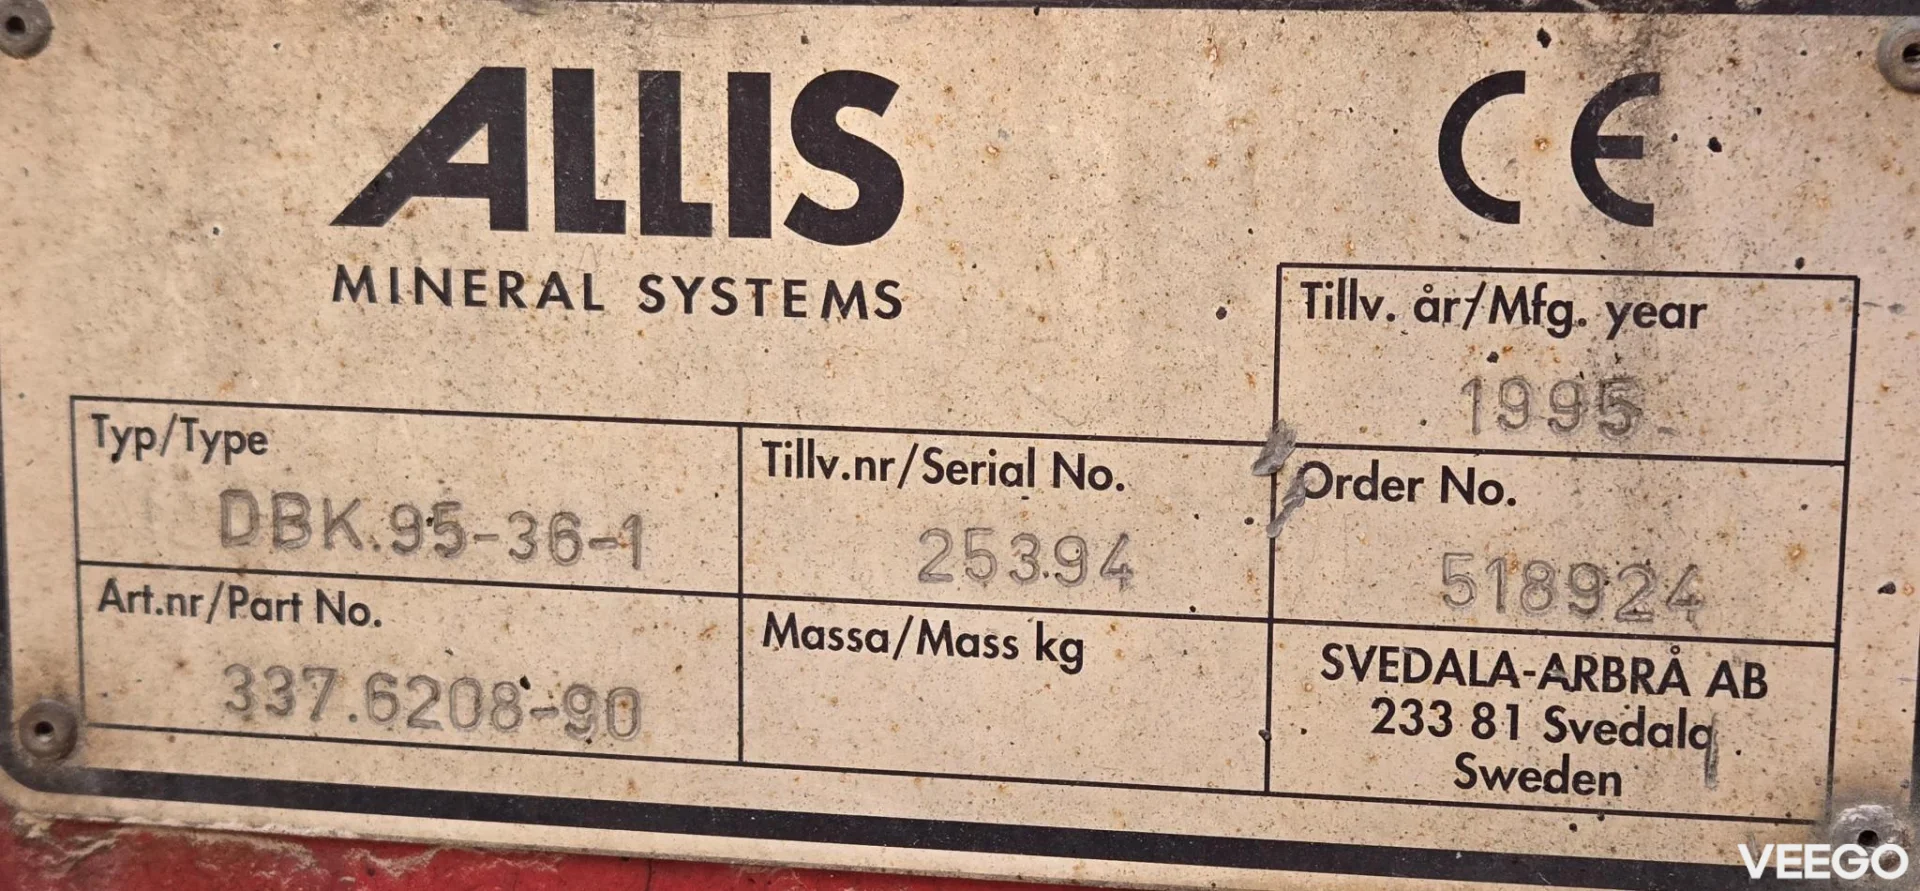 ALLIS
MINERAL SYSTEMS
CE
Tillv. år/Mfg. year
1995
Typ/Type
DBK.95-36-1
Tillv.nr/Serial No.
25394
Order No.
518924
Art.nr/Part No.
337.6208-90
Massa/Mass kg
SVEDALA-ARBRÅ AB
233 81 Svedala
Sweden
VEEGO